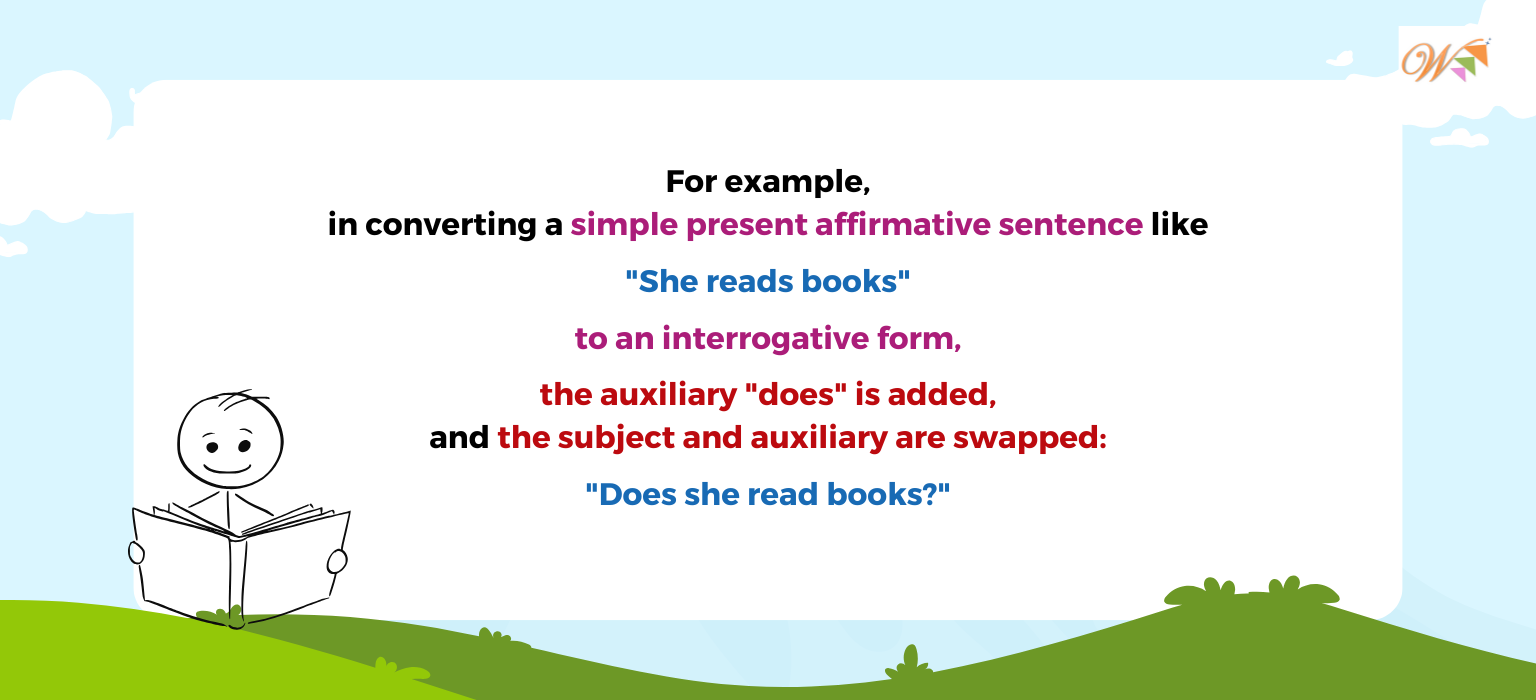 W
For example,
in converting a simple present affirmative sentence like
"She reads books"
to an interrogative form,
the auxiliary "does" is added,
and the subject and auxiliary are swapped:
"Does she read books?"